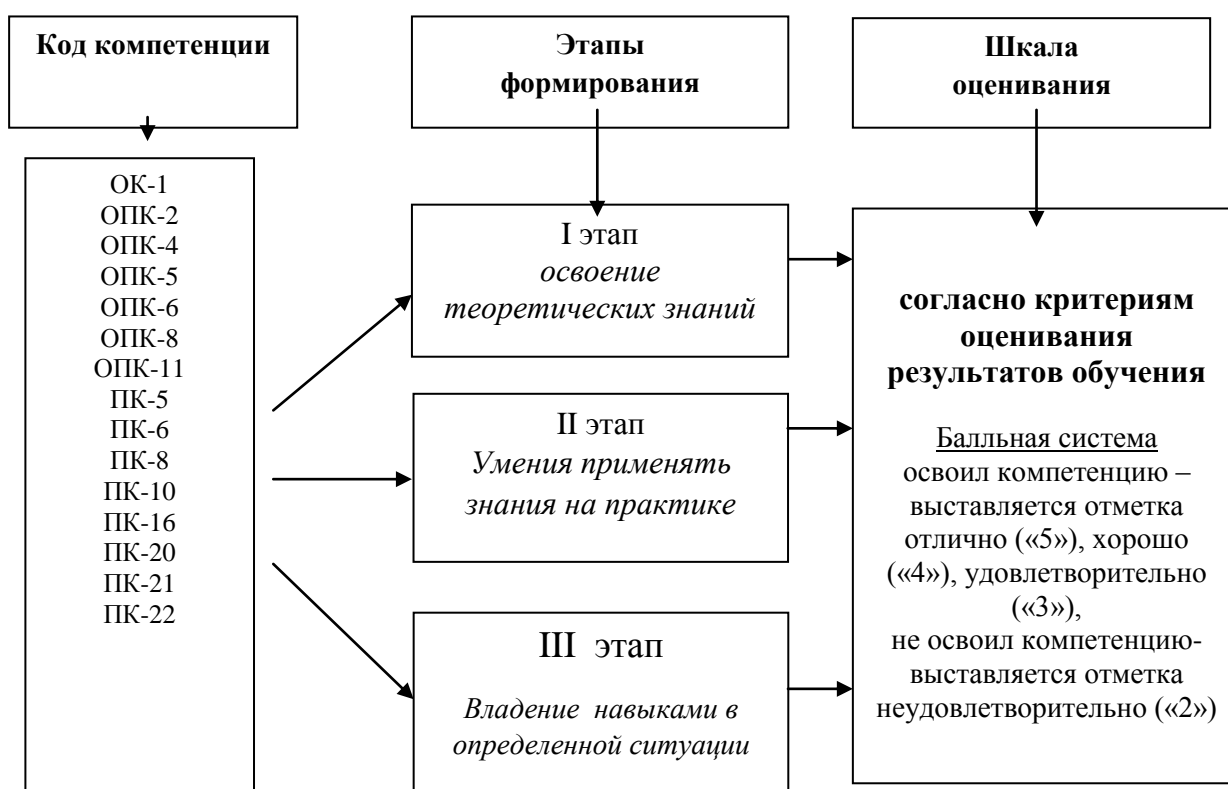 Код компетенции
Этапы
формирования
Шкала
оценивания
ОК-1
ОПК-2
ОПК-4
ОПК-5
ОПК-6
ОПК-8
ОПК-11
ПК-5
ПК-6
ПК-8
ПК-10
ПК-16
ПК-20
ПК-21
ПК-22
I этап
освоение
теоретических знаний
II этап
Умения применять
знания на практике
III этап
Владение навыками в
определенной ситуации
согласно критериям
оценивания
результатов обучения
Балльная система
освоил компетенцию –
выставляется отметка
отлично («5»), хорошо
(«4»), удовлетворительно
(«3»),
не освоил компетенцию-
выставляется отметка
неудовлетворительно («2»)